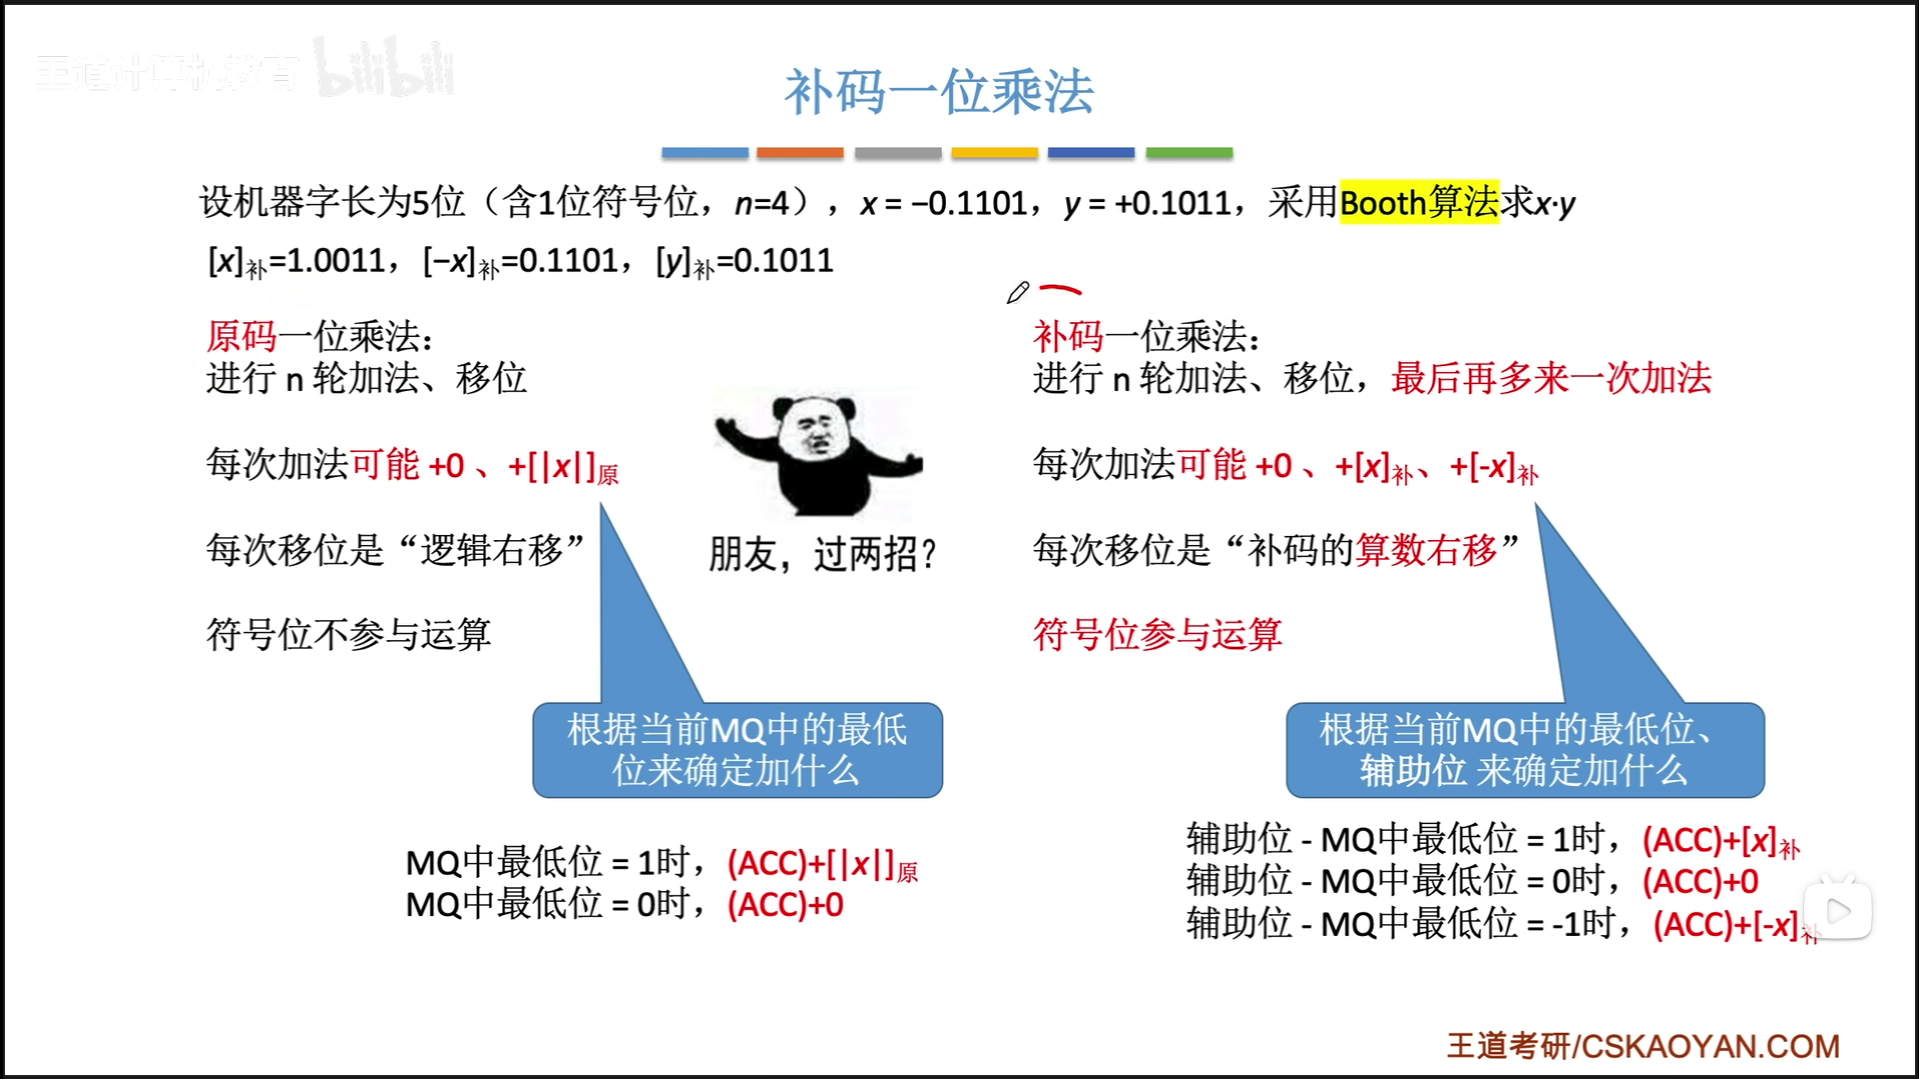 王道计算机教育 bilibili
补码一位乘法
设机器字长为5位（含1位符号位，n=4），x = −0.1101，y = +0.1011，采用Booth算法求x·y
[x]补=1.0011，[−x]补=0.1101，[y]补=0.1011
原码一位乘法：
进行 n 轮加法、移位
每次加法可能 +0 、+[|x|]原
每次移位是“逻辑右移”
符号位不参与运算
根据当前MQ中的最低
位来确定加什么
MQ中最低位 = 1时，(ACC)+[|x|]原
MQ中最低位 = 0时，(ACC)+0
朋友，过两招？
补码一位乘法：
进行 n 轮加法、移位，最后再多来一次加法
每次加法可能 +0 、+[x]补、+[-x]补
每次移位是“补码的算数右移”
符号位参与运算
根据当前MQ中的最低位、
辅助位 来确定加什么
辅助位 - MQ中最低位 = 1时，(ACC)+[x]补
辅助位 - MQ中最低位 = 0时，(ACC)+0
辅助位 - MQ中最低位 = -1时，(ACC)+[-x]补
王道考研/CSKAOYAN.COM